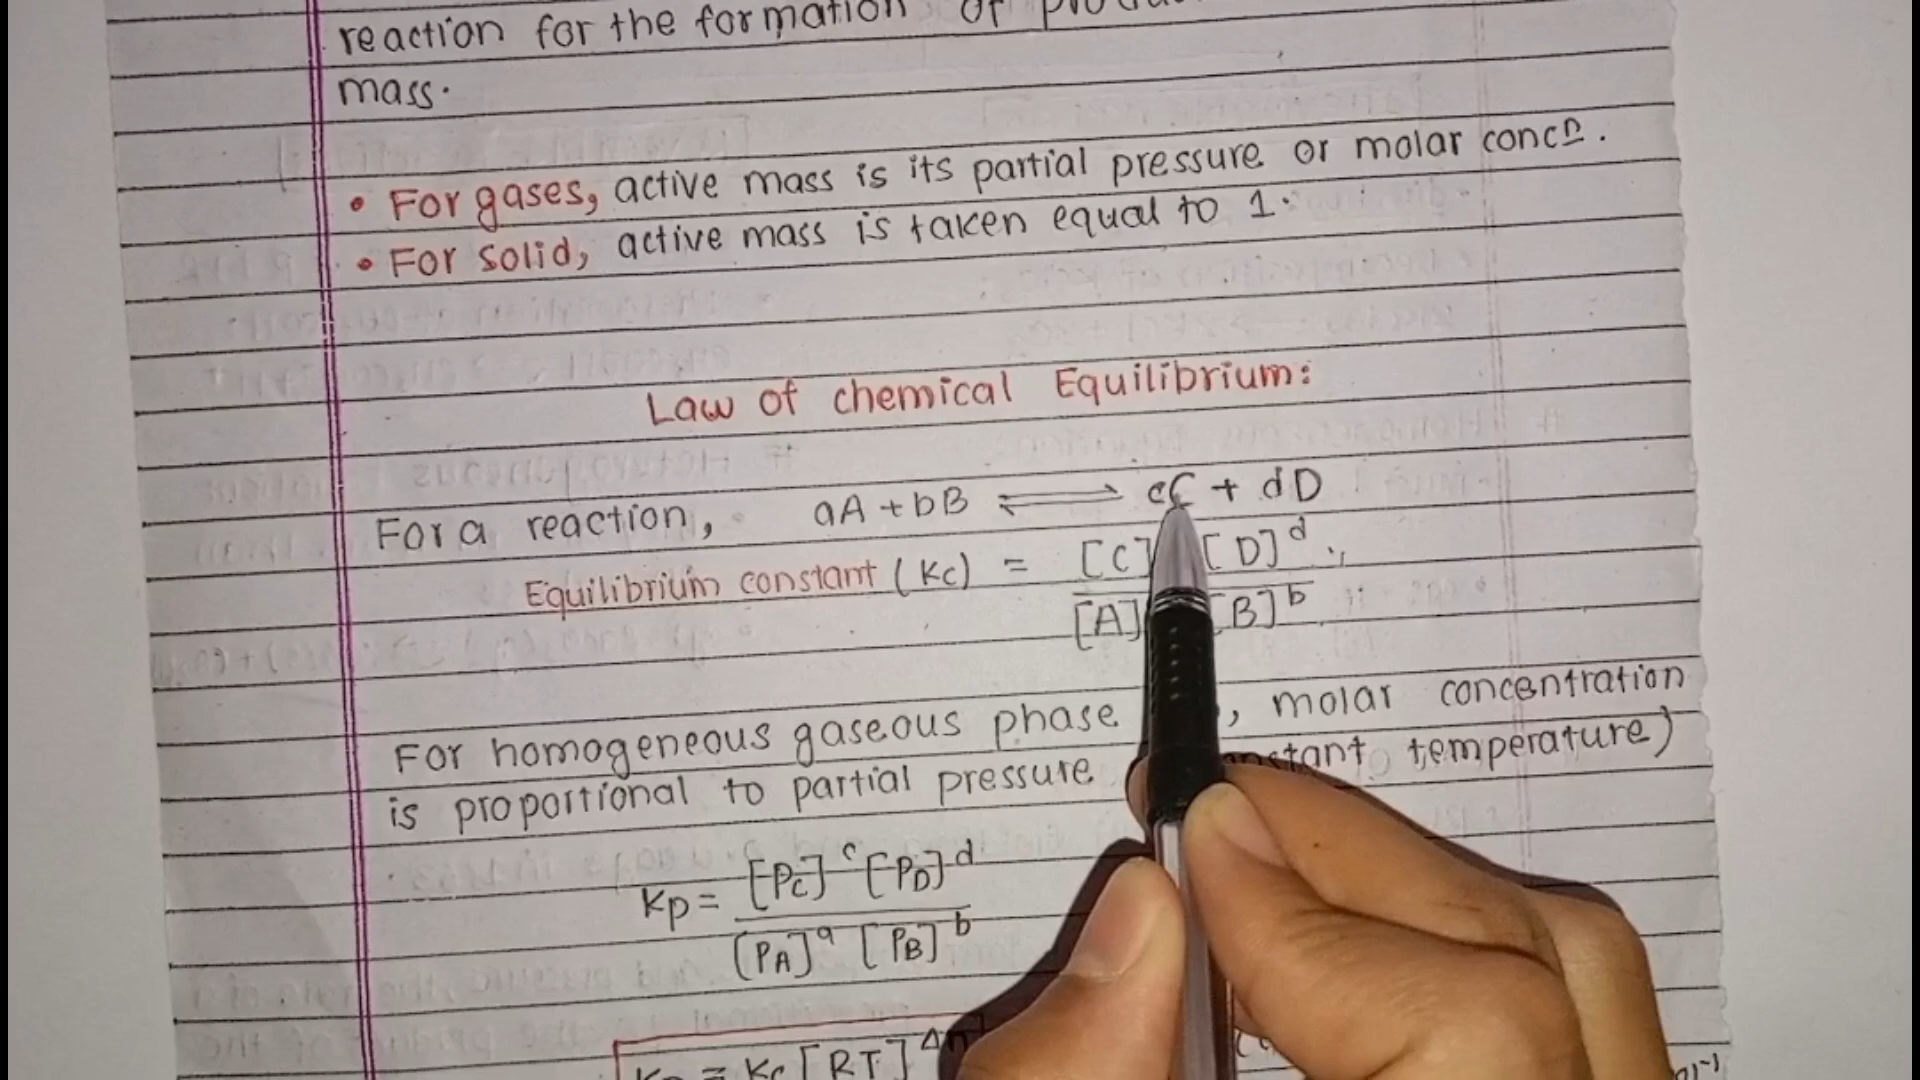 reaction for the formation of
mass.
• For gases, active mass is its partial pressure or molar concn.
• For solid, active mass is taken equal to 1.
Law of chemical Equilibrium:
For a reaction, aA + bB ⇌ cC + dD
Equilibrium constant (Kc) = [C] [D]^d / [A] [B]^b
For homogeneous gaseous phase , molar concentration
is proportional to partial pressure temperature)
Kp = [PC]^c [PD]^d / [PA]^a [PB]^b
Kc [RT]^Δn